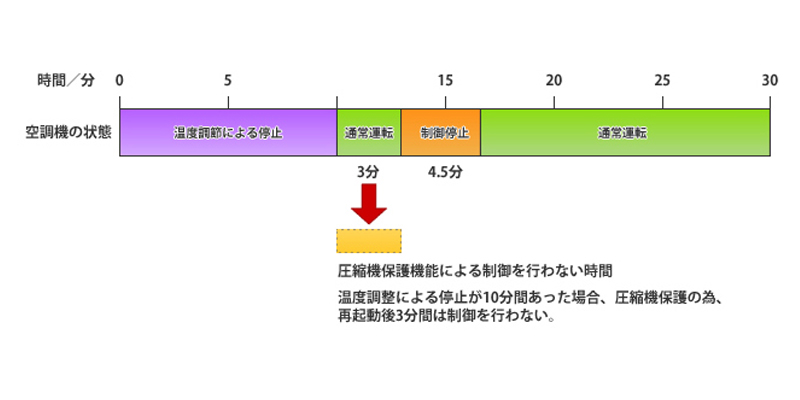 時間／分 0 5 15 20 25 30
空調機の状態 温度調節による停止 通常運転 制御停止 通常運転
3分 4.5分
圧縮機保護機能による制御を行わない時間
温度調整による停止が10分間あった場合、圧縮機保護の為、
再起動後3分間は制御を行わない。